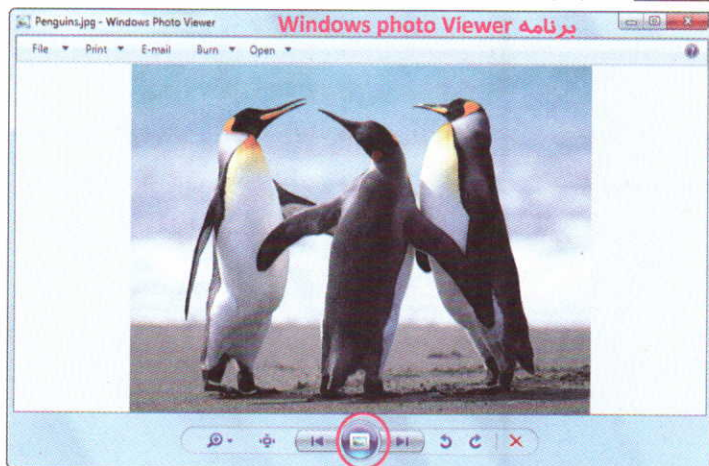 Penguins.jpg - Windows Photo Viewer
برنامه Windows photo Viewer
File Print E-mail Burn Open